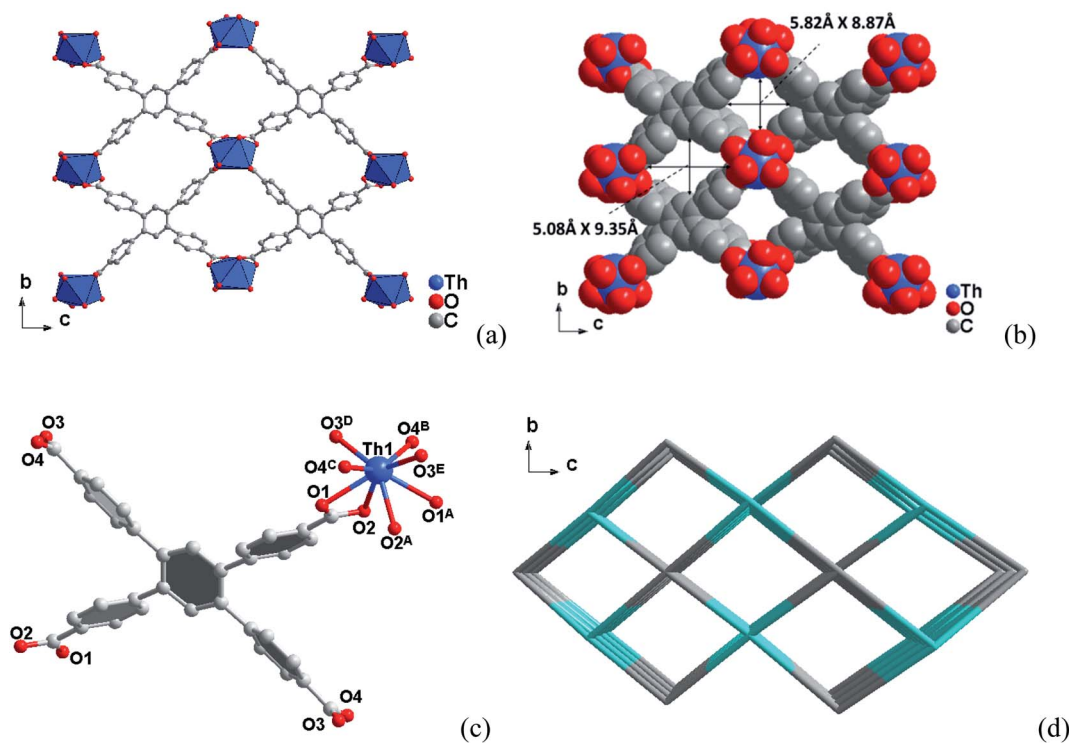 b
c
Th
O
C
(a)
5.82Å X 8.87Å
5.08Å X 9.35Å
b
c
Th
O
C
(b)
O3
O4
O3ᴰ
O4ᴮ
Th1
O4ᶜ
O3ᴱ
O1
O1ᴬ
O2
O2ᴬ
O2
O1
O4
O3
(c)
b
c
(d)